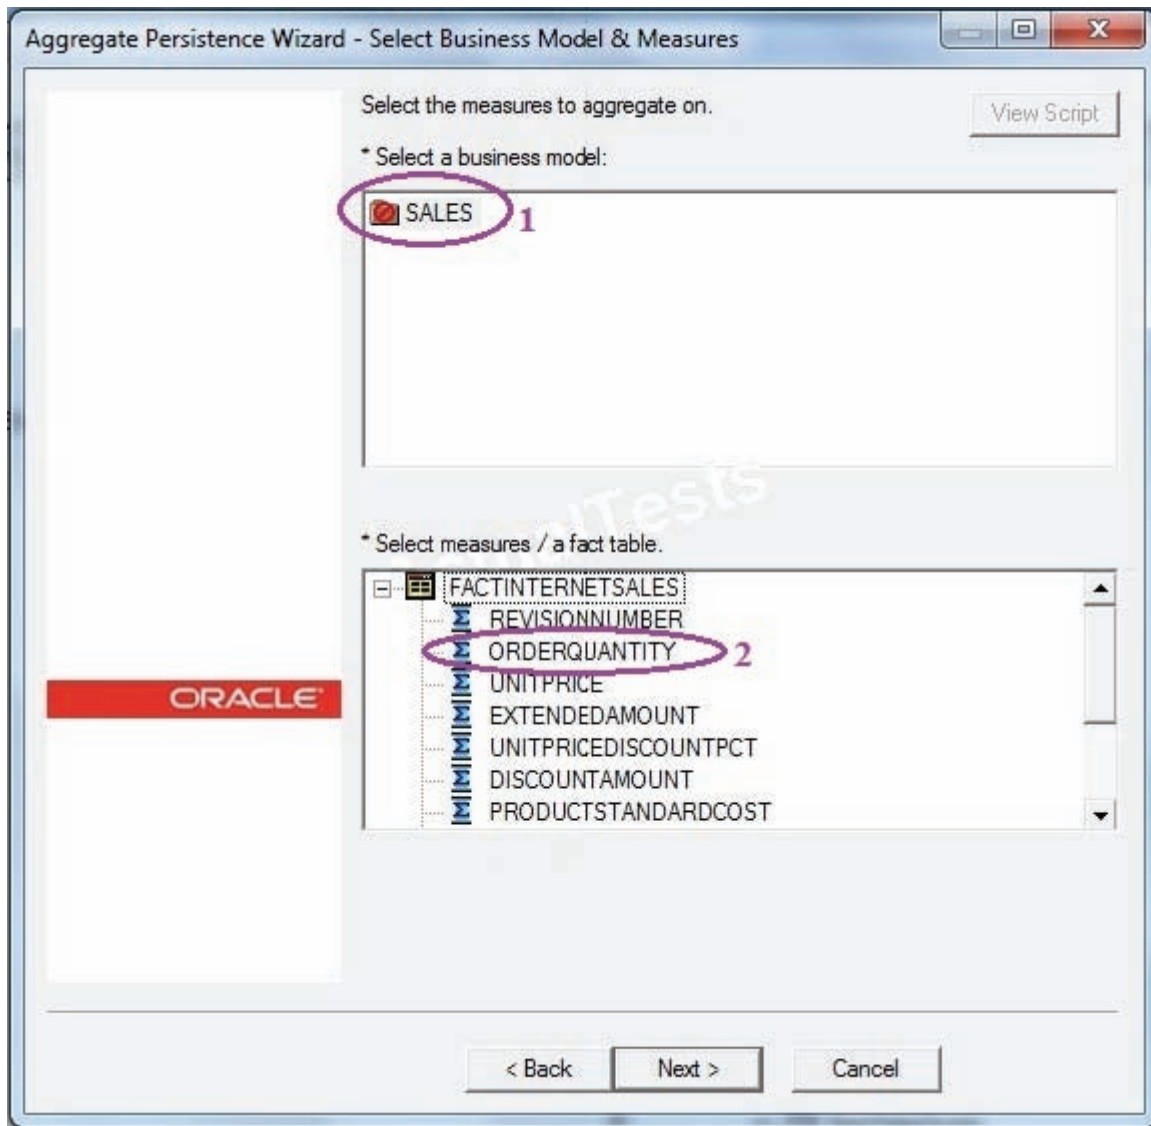 Aggregate Persistence Wizard - Select Business Model & Measures
Select the measures to aggregate on.
View Script
* Select a business model:
SALES
1
* Select measures / a fact table.
FACTINTERNETSALES
REVISIONNUMBER
ORDERQUANTITY
2
UNITPRICE
EXTENDEDAMOUNT
UNITPRICEDISCOUNTPCT
DISCOUNTAMOUNT
PRODUCTSTANDARDCOST
ORACLE
< Back
Next >
Cancel